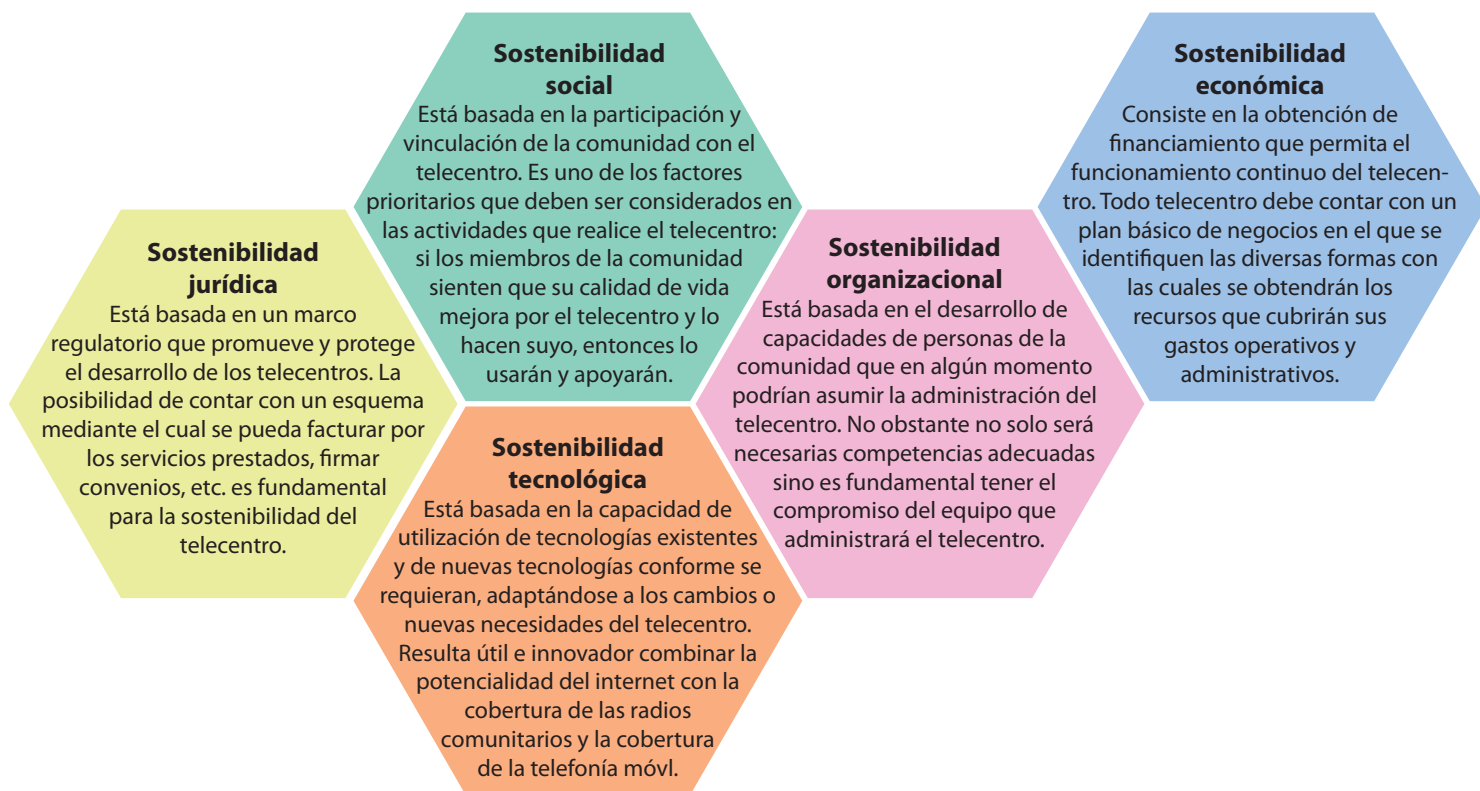 Sostenibilidad
jurídica
Está basada en un marco
regulatorio que promueve y protege
el desarrollo de los telecentros. La
posibilidad de contar con un esquema
mediante el cual se pueda facturar por
los servicios prestados, firmar
convenios, etc. es fundamental
para la sostenibilidad del
telecentro.
Sostenibilidad
social
Está basada en la participación y
vinculación de la comunidad con el
telecentro. Es uno de los factores
prioritarios que deben ser considerados en
las actividades que realice el telecentro:
si los miembros de la comunidad
sienten que su calidad de vida
mejora por el telecentro y lo
hacen suyo, entonces lo
usarán y apoyarán.
Sostenibilidad
tecnológica
Está basada en la capacidad de
utilización de tecnologías existentes
y de nuevas tecnologías conforme se
requieran, adaptándose a los cambios o
nuevas necesidades del telecentro.
Resulta útil e innovador combinar la
potencialidad del internet con la
cobertura de las radios
comunitarios y la cobertura
de la telefonía móvl.
Sostenibilidad
organizacional
Está basada en el desarrollo de
capacidades de personas de la
comunidad que en algún momento
podrían asumir la administración del
telecentro. No obstante no solo será
necesarias competencias adecuadas
sino es fundamental tener el
compromiso del equipo que
administrará el telecentro.
Sostenibilidad
económica
Consiste en la obtención de
financiamiento que permita el
funcionamiento continuo del telecen-
tro. Todo telecentro debe contar con un
plan básico de negocios en el que se
identifiquen las diversas formas con
las cuales se obtendrán los
recursos que cubrirán sus
gastos operativos y
administrativos.